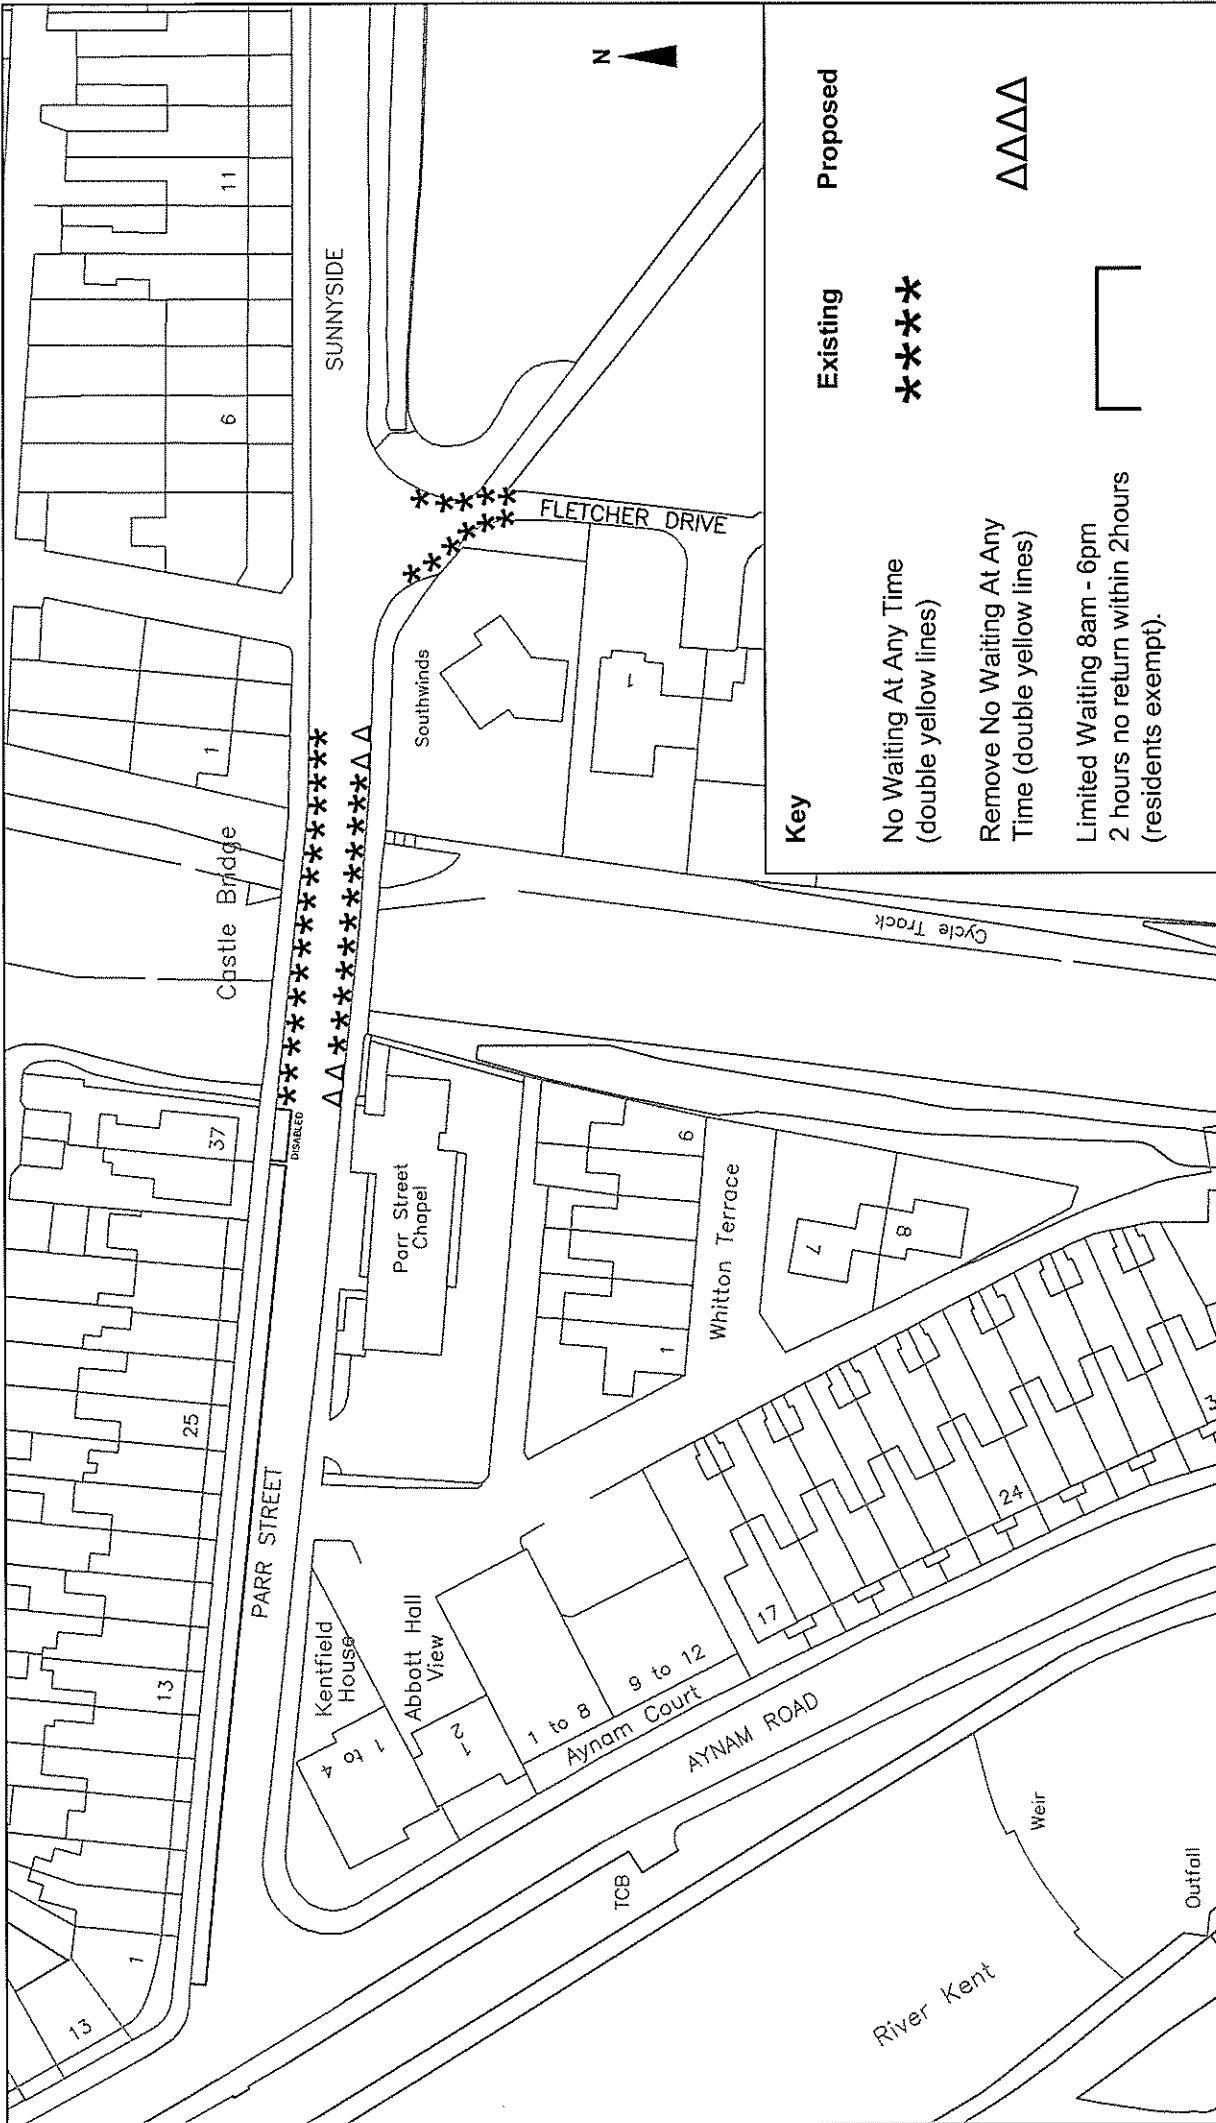 11
6
1
SUNNYSIDE
N
Castle Bridge
37
DISABLED
25
13
1
13
PARR STREET
FLETCHER DRIVE
Southwinds
1
Cycle Track
Parr Street
Chapel
6
1
Whitton Terrace
7
8
Kentfield
House
1 to 4
Abbott Hall
View
1
2
1 to 8
9 to 12
Aynam Court
17
24
3
AYNAM ROAD
TCB
Weir
River Kent
Outfall
Key
Existing
Proposed
No Waiting At Any Time
(double yellow lines)
Remove No Waiting At Any
Time (double yellow lines)
Limited Waiting 8am - 6pm
2 hours no return within 2hours
(residents exempt).